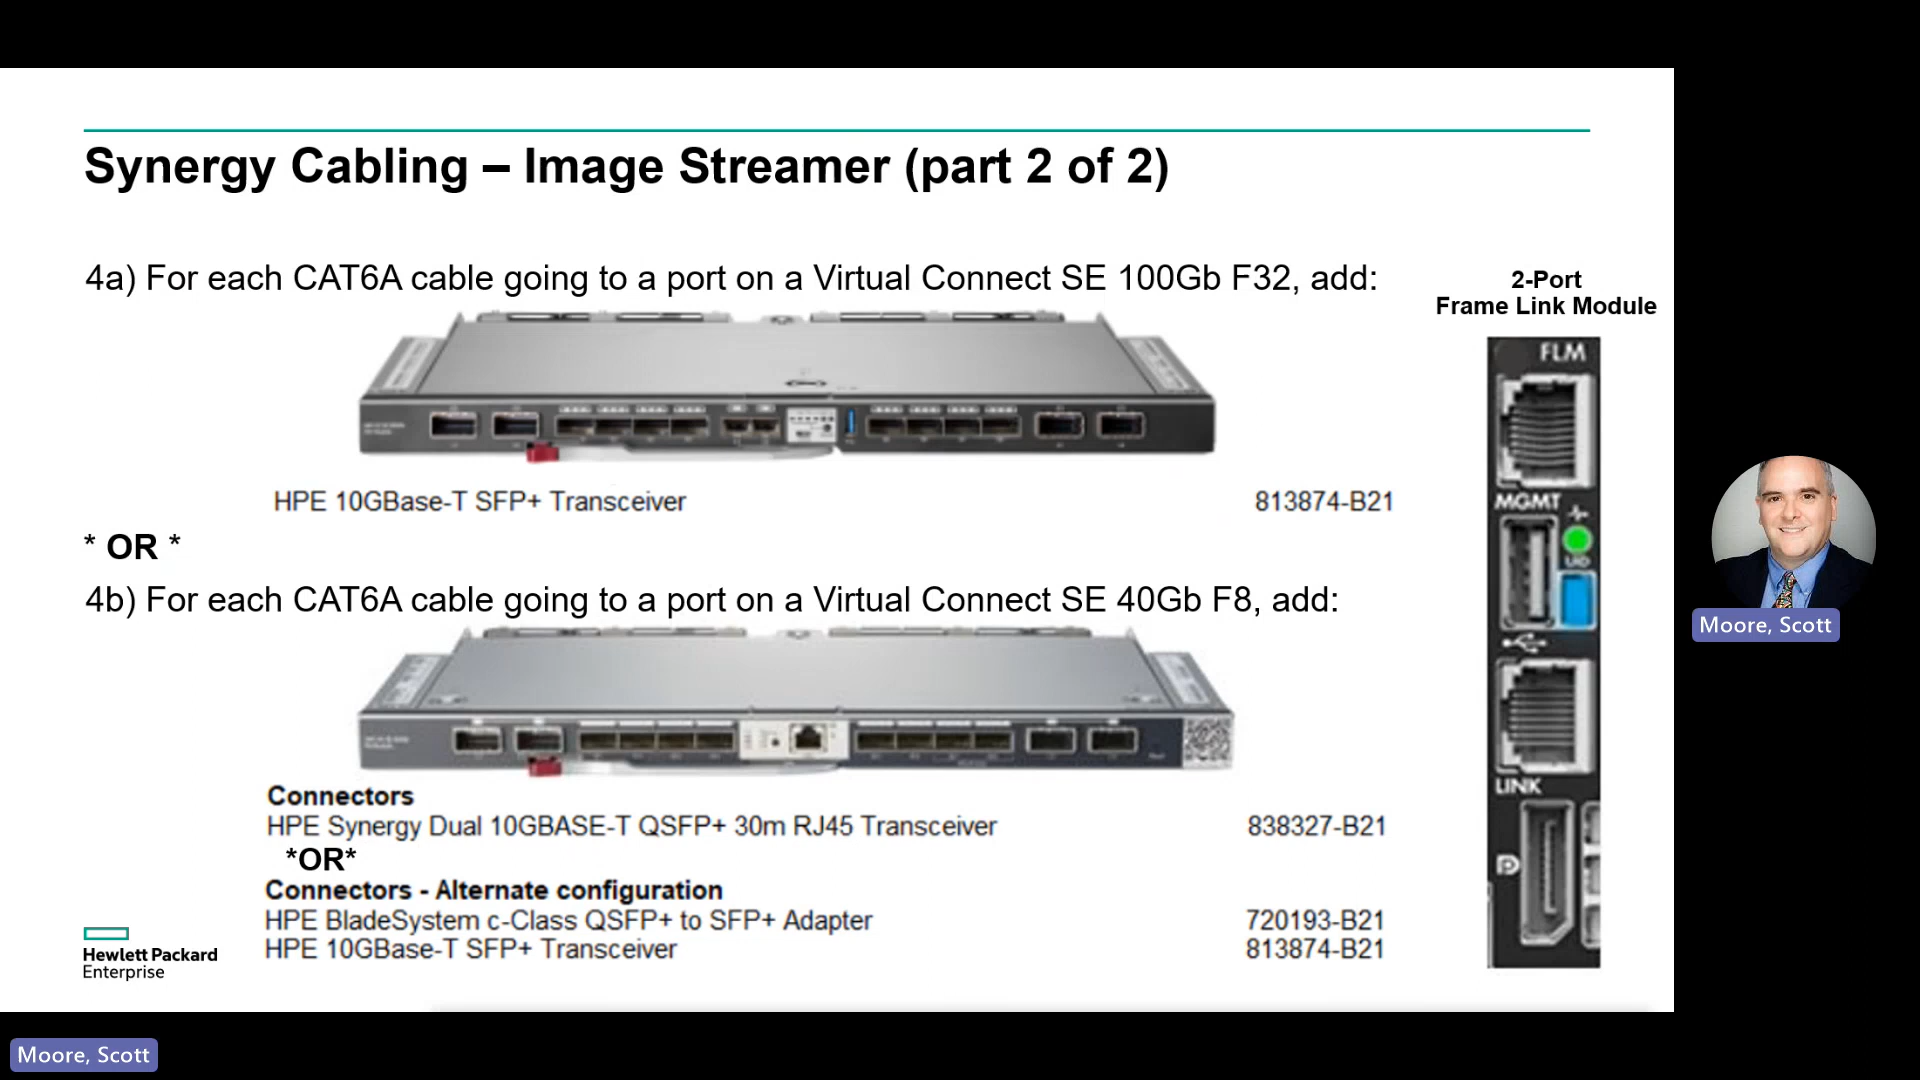 Synergy Cabling – Image Streamer (part 2 of 2)
4a) For each CAT6A cable going to a port on a Virtual Connect SE 100Gb F32, add:
HPE 10GBase-T SFP+ Transceiver 813874-B21
* OR *
4b) For each CAT6A cable going to a port on a Virtual Connect SE 40Gb F8, add:
Connectors
HPE Synergy Dual 10GBASE-T QSFP+ 30m RJ45 Transceiver 838327-B21
*OR*
Connectors - Alternate configuration
HPE BladeSystem c-Class QSFP+ to SFP+ Adapter 720193-B21
HPE 10GBase-T SFP+ Transceiver 813874-B21
Hewlett Packard
Enterprise
2-Port
Frame Link Module
FLM
MGMT
UID
LINK
Moore, Scott
Moore, Scott